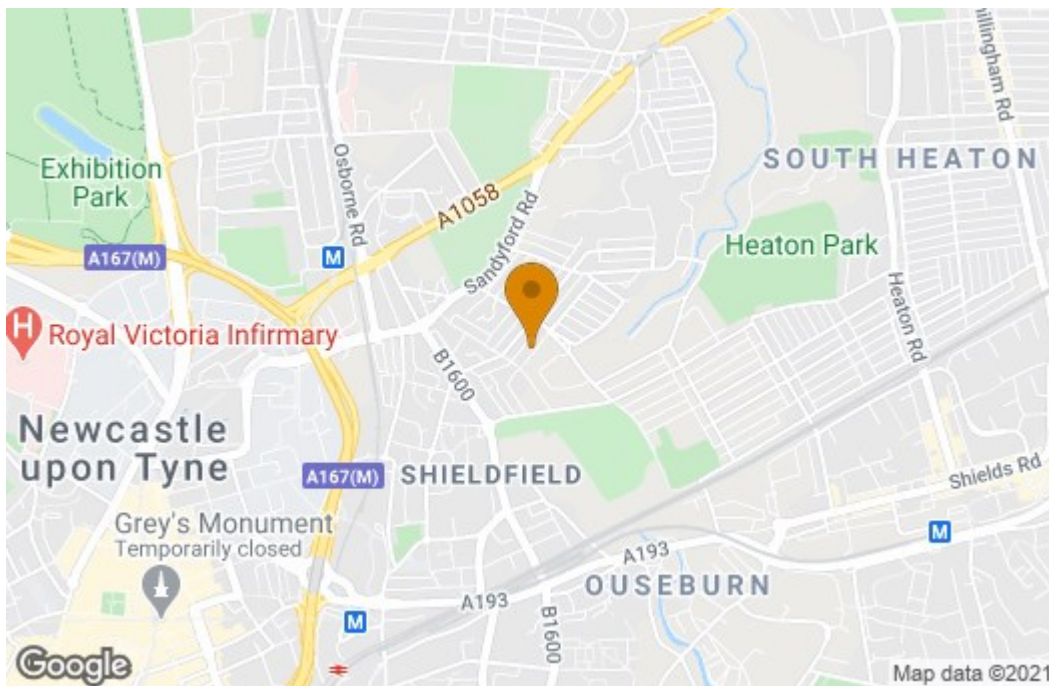 hillingham Rd
Exhibition
Park
Osborne Rd
SOUTH HEATON
A1058
Sandyford Rd
Heaton Park
A167(M)
M
H
Royal Victoria Infirmary
Heaton Rd
B1600
Newcastle
upon Tyne
A167(M)
SHIELDFIELD
Shields Rd
Grey's Monument
Temporarily closed
M
A193
OUSEBURN
A193
B1600
M
Google
Map data ©2021